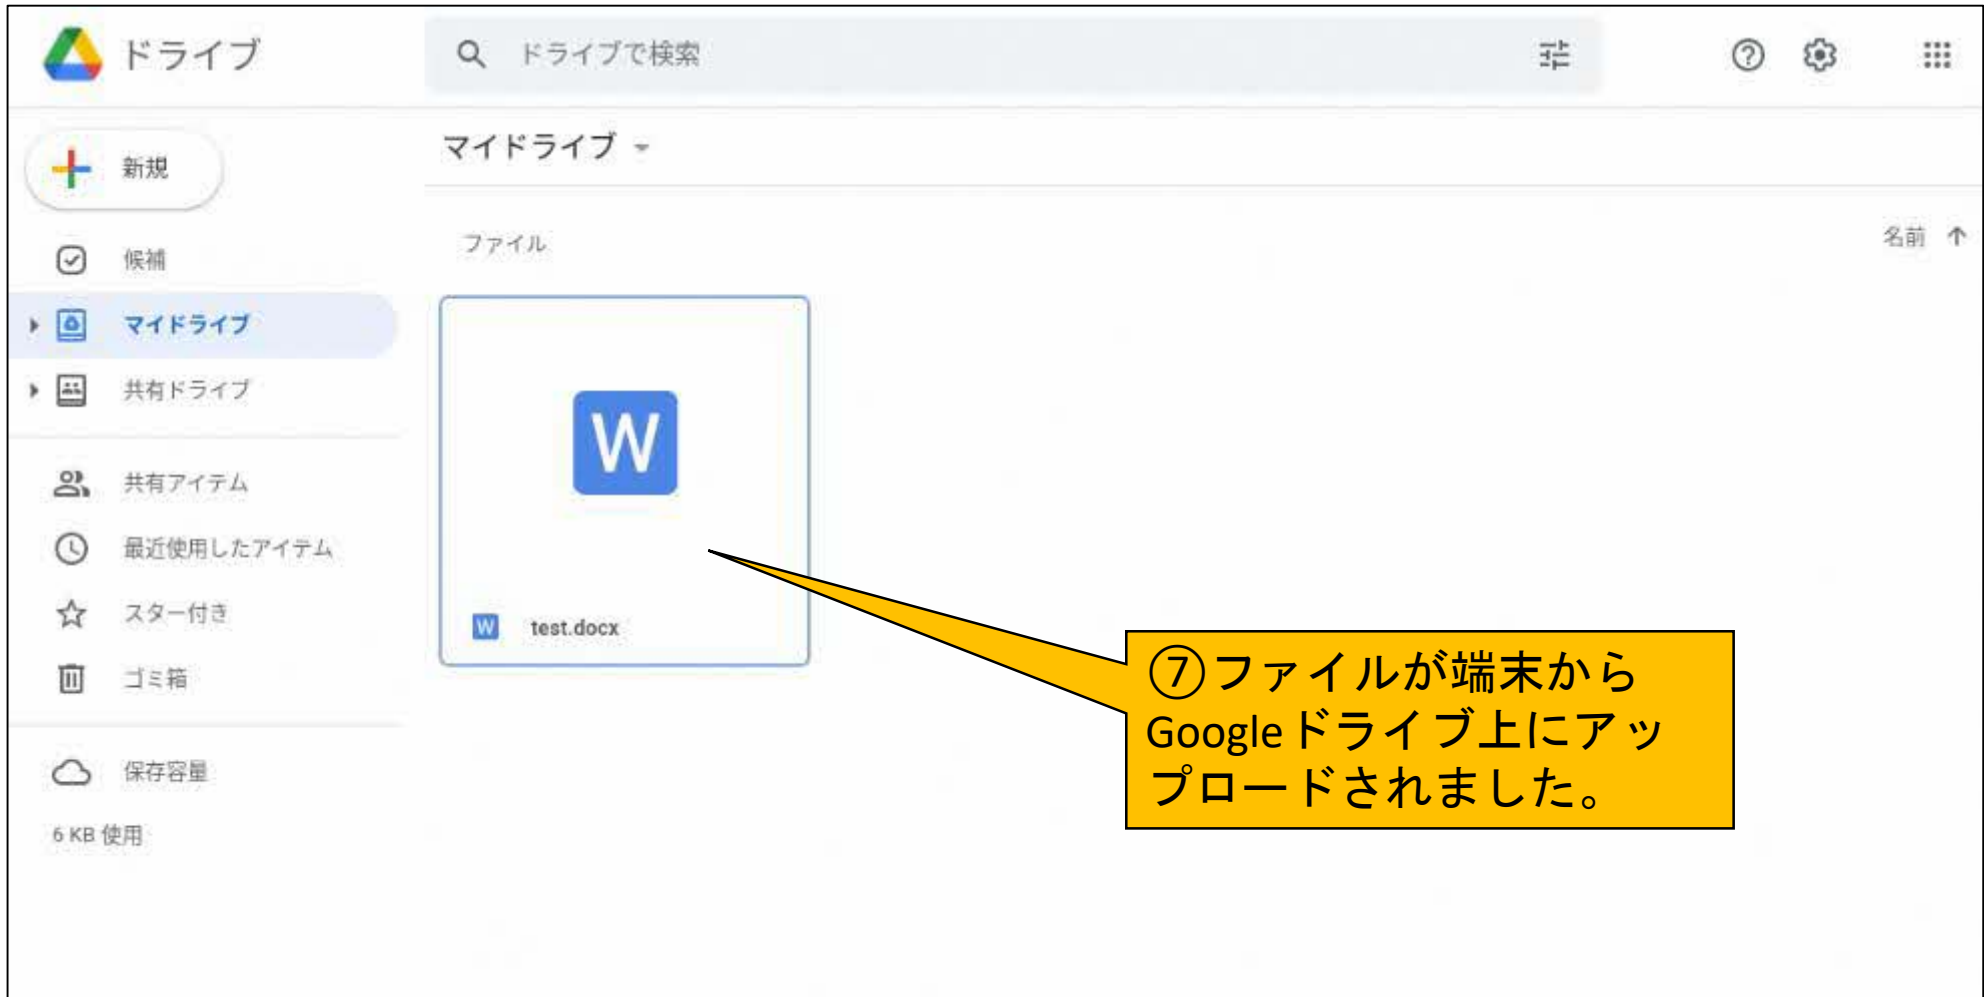 ドライブ
ドライブで検索
新規
マイドライブ
候補
ファイル
名前
マイドライブ
共有ドライブ
W
共有アイテム
最近使用したアイテム
スター付き
W test.docx
ゴミ箱
⑦ファイルが端末から
Googleドライブ上にアッ
プロードされました。
保存容量
6 KB 使用